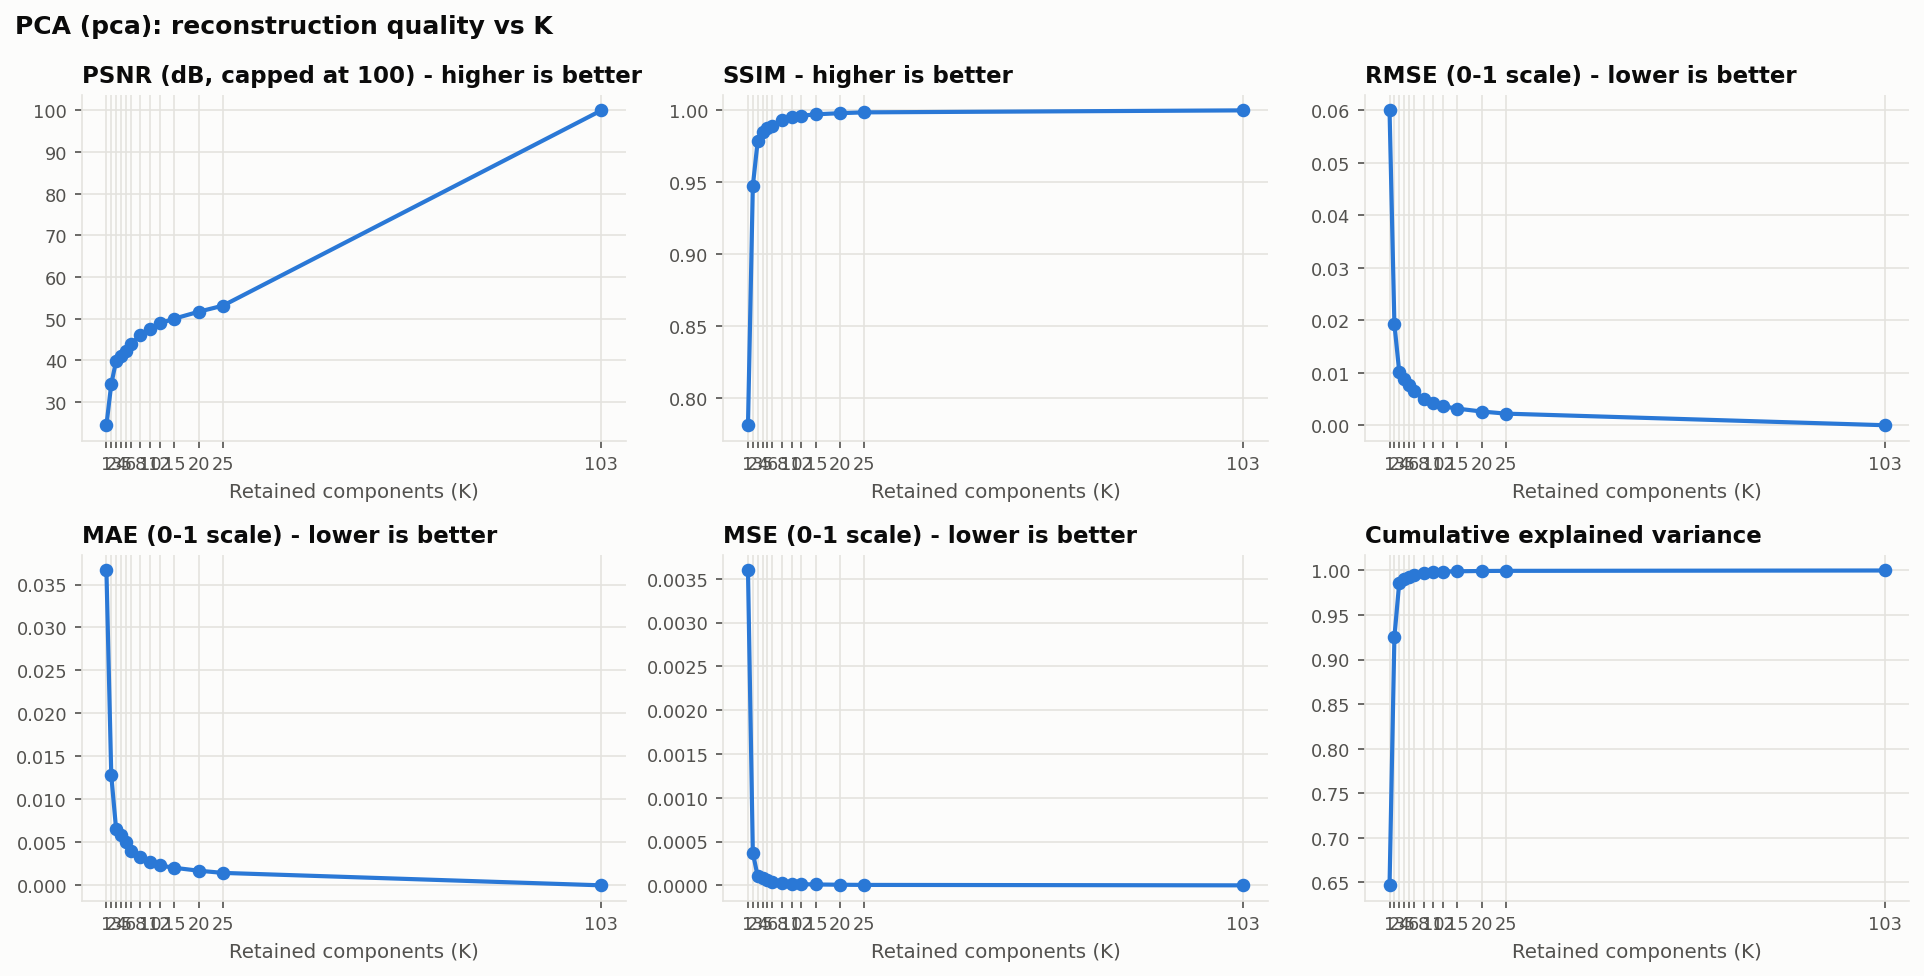 PCA (pca): reconstruction quality vs K
PSNR (dB, capped at 100) - higher is better
100
90
80
70
60
50
40
30
15 20 25 103
Retained components (K)
SSIM - higher is better
1.00
0.95
0.90
0.85
0.80
15 20 25 103
Retained components (K)
RMSE (0-1 scale) - lower is better
0.06
0.05
0.04
0.03
0.02
0.01
0.00
15 20 25 103
Retained components (K)
MAE (0-1 scale) - lower is better
0.035
0.030
0.025
0.020
0.015
0.010
0.005
0.000
15 20 25 103
Retained components (K)
MSE (0-1 scale) - lower is better
0.0035
0.0030
0.0025
0.0020
0.0015
0.0010
0.0005
0.0000
15 20 25 103
Retained components (K)
Cumulative explained variance
1.00
0.95
0.90
0.85
0.80
0.75
0.70
0.65
15 20 25 103
Retained components (K)